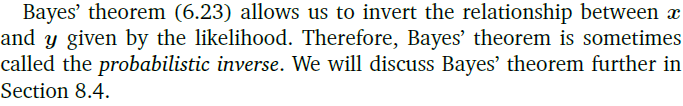 Bayes’ theorem (6.23) allows us to invert the relationship between x
and y given by the likelihood. Therefore, Bayes’ theorem is sometimes
called the probabilistic inverse. We will discuss Bayes’ theorem further in
Section 8.4.